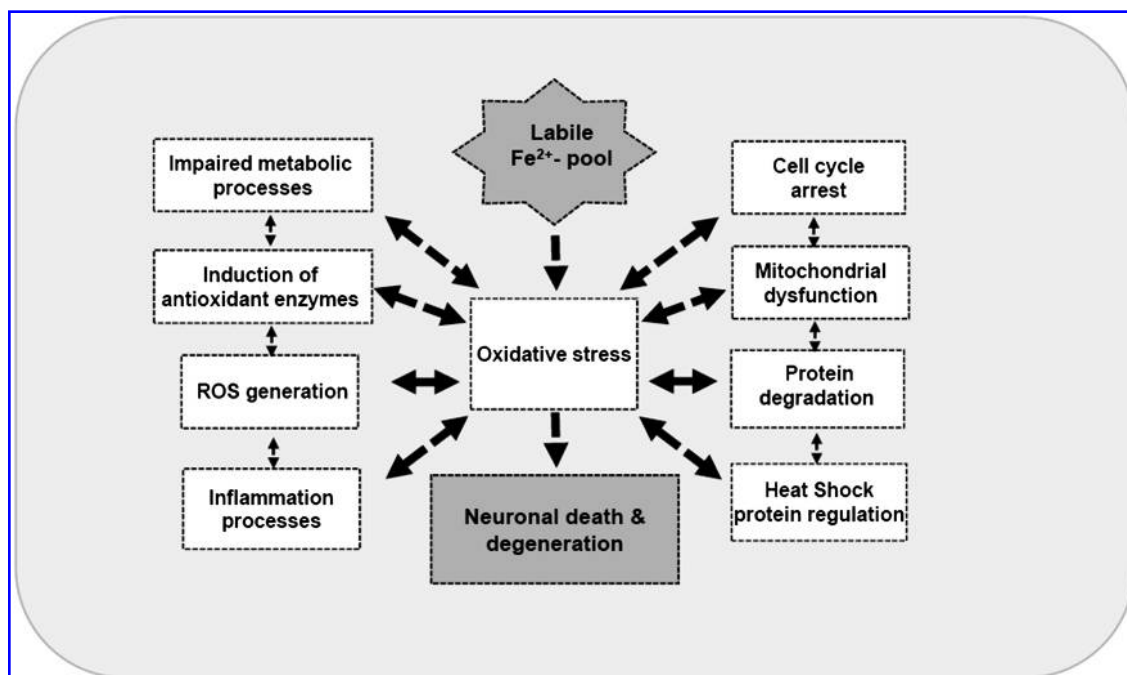 Labile
Fe²⁺- pool
Impaired metabolic
processes
Induction of
antioxidant enzymes
ROS generation
Inflammation
processes
Oxidative stress
Neuronal death &
degeneration
Cell cycle
arrest
Mitochondrial
dysfunction
Protein
degradation
Heat Shock
protein regulation